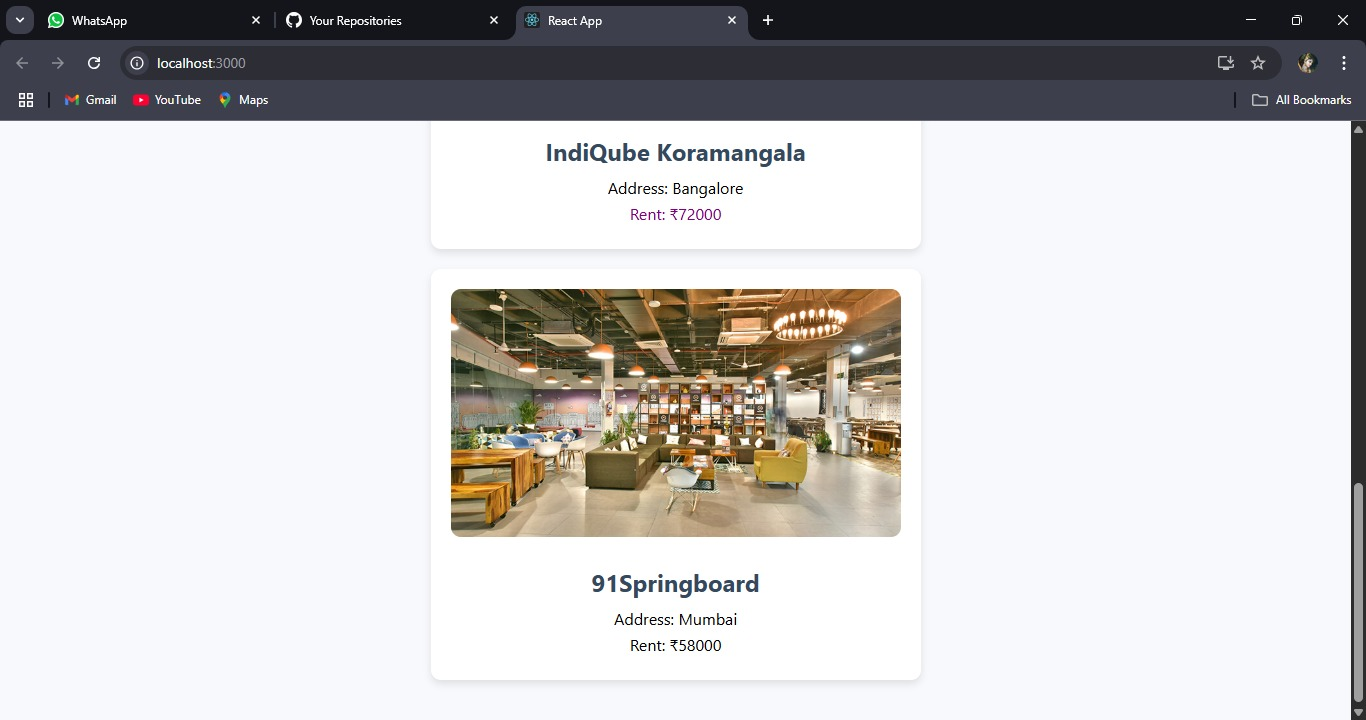 WhatsApp
Your Repositories
React App
localhost:3000
Gmail
YouTube
Maps
All Bookmarks
IndiQube Koramangala
Address: Bangalore
Rent: ₹72000
91Springboard
Address: Mumbai
Rent: ₹58000